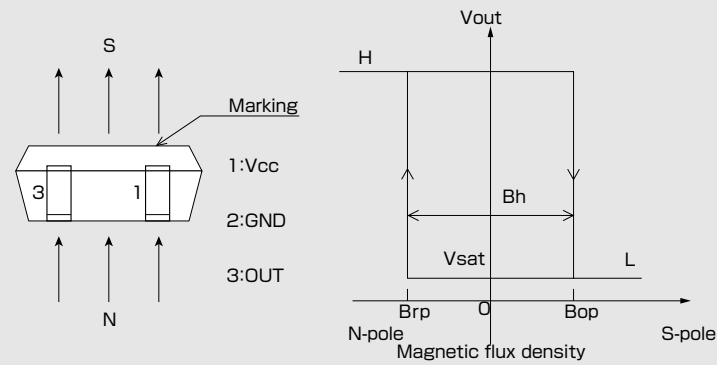 S
Marking
3
1
1:Vcc
2:GND
3:OUT
N
Vout
H
Bh
Vsat
L
Brp
O
Bop
N-pole
S-pole
Magnetic flux density